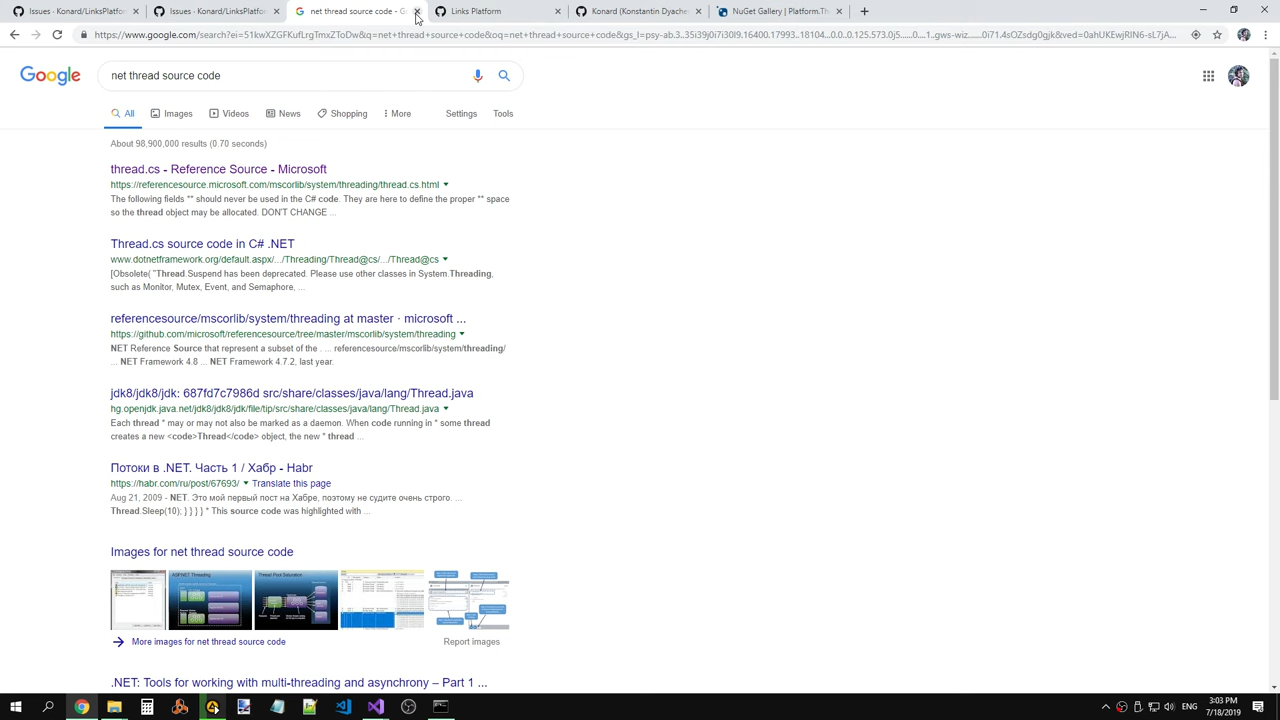 Issues · Konard/Linkplatform
Issues · Konard/LinksPlatform
net thread source code - Go
Links Platform
Konard (Konstantin Dyachenk
NuGet Gallery | Platform.Th
https://www.google.com/search?
net thread source code
Google
All
Images
Videos
News
Shopping
More
Settings
Tools
About 98,900,000 results (0.70 seconds)
thread.cs - Reference Source - Microsoft
https://referencesource.microsoft.com/mscorlib/system/threading/thread.cs.html
The following fields ** should never be used in the C# code. They are here to define the proper ** space
so the thread object may be allocated. DON'T CHANGE ...
Thread.cs source code in C# .NET
www.dotnetframework.org/default.aspx/.../Threading/Thread@cs/.../Thread@cs
[Obsolete( "Thread.Suspend has been deprecated. Please use other classes in System.Threading,
such as Monitor, Mutex, Event, and Semaphore, ...
referencesource/mscorlib/system/threading at master · microsoft ...
https://github.com/microsoft/referencesource/tree/master/mscorlib/system/threading
NET Reference Source that represent a subset of the . ... referencesource/mscorlib/system/threading/
... NET Framework 4.8 ... NET Framework 4.7.2, last year.
jdk8/jdk8/jdk: 687fd7c7986d src/share/classes/java/lang/Thread.java
hg.openjdk.java.net/jdk8/jdk8/jdk/file/tip/src/share/classes/java/lang/Thread.java
Each thread * may or may not also be marked as a daemon. When code running in * some thread
creates a new <code>Thread</code> object, the new * thread ...
Потоки в .NET. Часть 1 / Хабр - Habr
https://habr.com/ru/post/67693/ Translate this page
Aug 21, 2009 - NET. Это мой первый пост на Хабре, поэтому не судите очень строго. ...
Thread.Sleep(10); } } } } * This source code was highlighted with ...
Images for net thread source code
More images for net thread source code
Report images
.NET: Tools for working with multi-threading and asynchrony – Part 1 ...
ENG
3:03 PM
7/18/2019